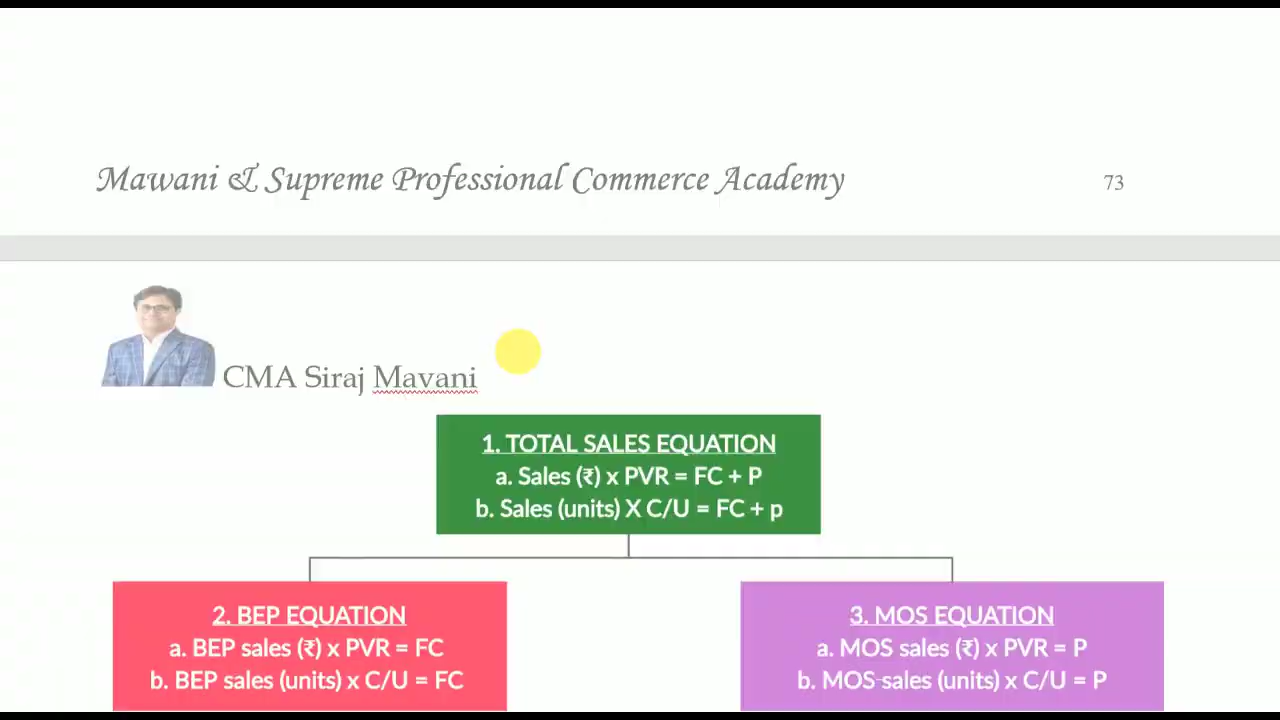 Mawani & Supreme Professional Commerce Academy 73
CMA Siraj Mavani
1. TOTAL SALES EQUATION
a. Sales (₹) x PVR = FC + P
b. Sales (units) X C/U = FC + p
2. BEP EQUATION
a. BEP sales (₹) x PVR = FC
b. BEP sales (units) x C/U = FC
3. MOS EQUATION
a. MOS sales (₹) x PVR = P
b. MOS sales (units) x C/U = P